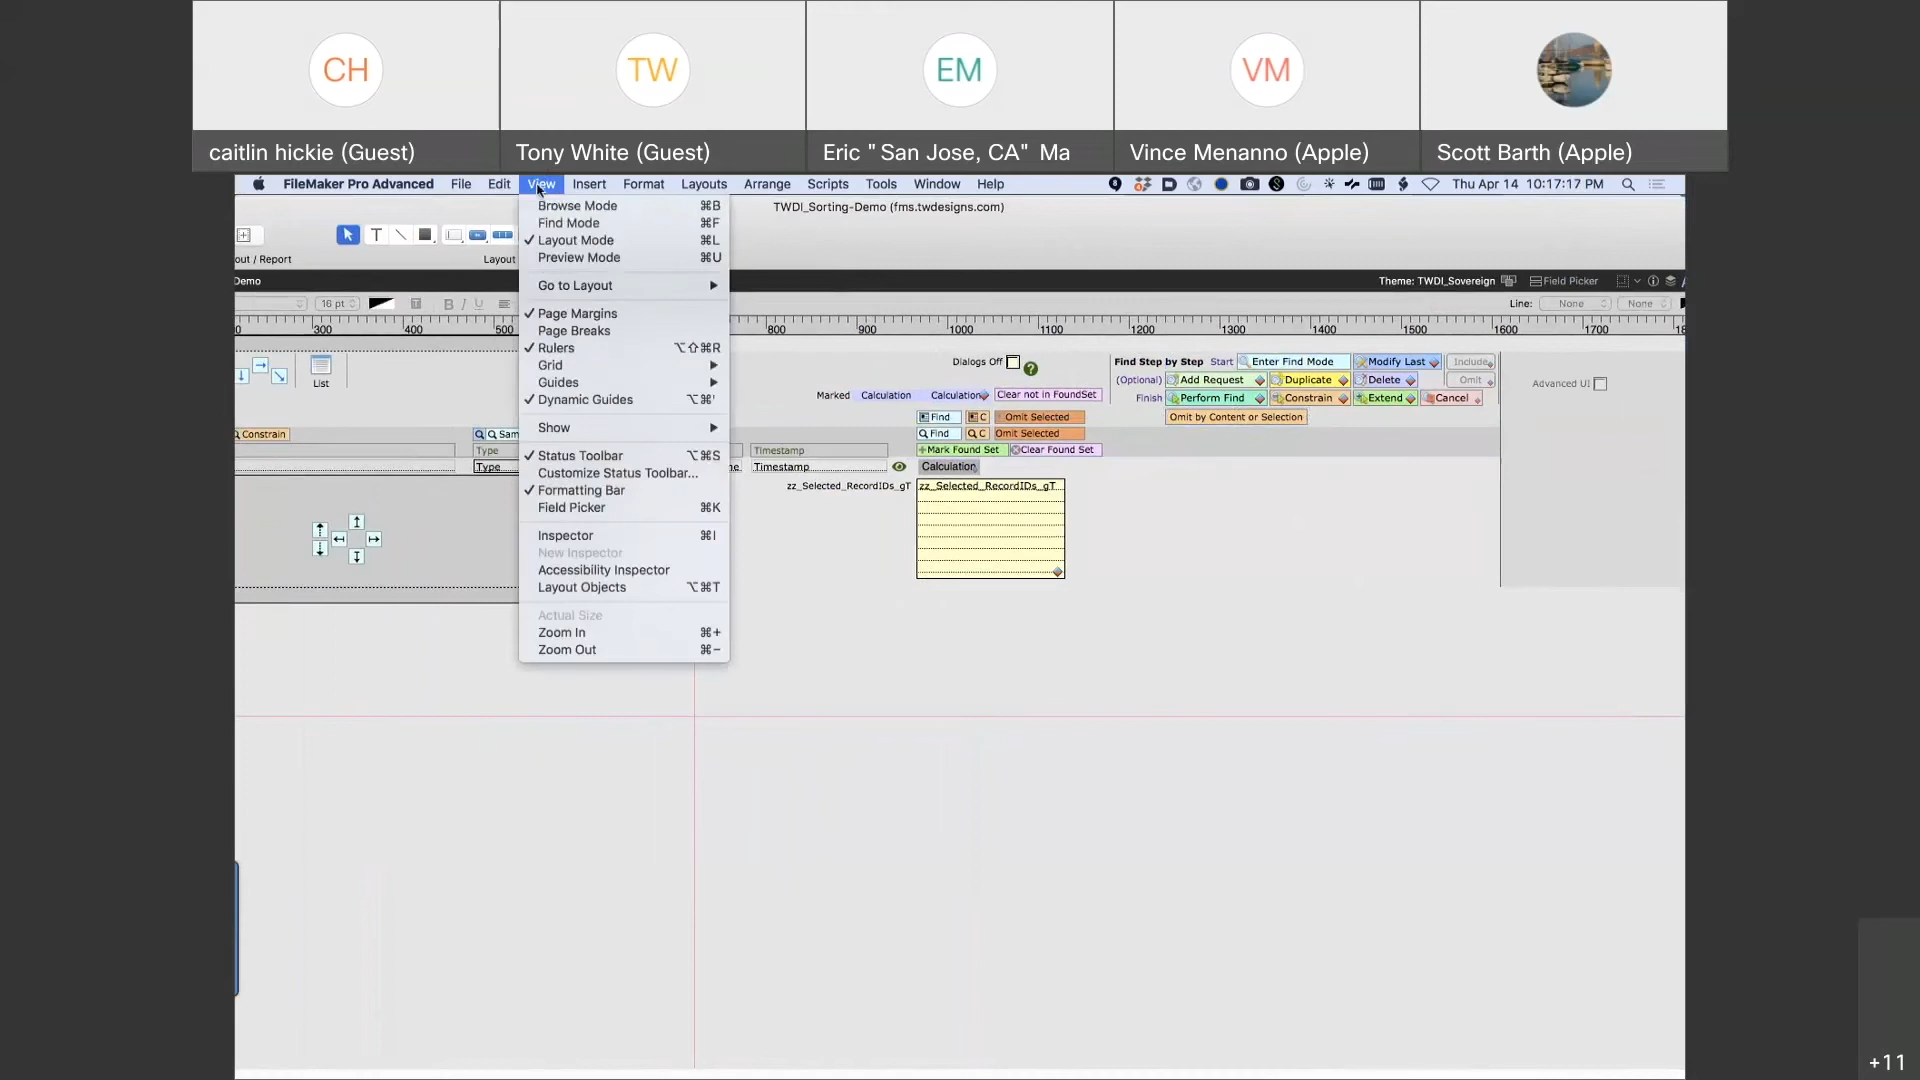 CH
TW
EM
VM
caitlin hickie (Guest)
Tony White (Guest)
Eric "San Jose, CA" Ma
Vince Menanno (Apple)
Scott Barth (Apple)
FileMaker Pro Advanced File Edit View Insert Format Layouts Arrange Scripts Tools Window Help Thu Apr 14 10:17:17 PM
TWDI_Sorting-Demo (fms.twdesigns.com)
Browse Mode ⌘B
Find Mode ⌘F
✓ Layout Mode ⌘L
Preview Mode ⌘U
Go to Layout ▶
✓ Page Margins
Page Breaks
✓ Rulers ⌥⇧⌘R
Grid ▶
Guides ▶
✓ Dynamic Guides ⌥⌘'
Show ▶
✓ Status Toolbar ⌥⌘S
Customize Status Toolbar...
✓ Formatting Bar
Field Picker ⌘K
Inspector ⌘I
New Inspector
Accessibility Inspector
Layout Objects ⌥⌘T
Actual Size
Zoom In ⌘+
Zoom Out ⌘−
T
out / Report
Layout
Demo
Theme: TWDI_Sovereign
Field Picker
16 pt
B I U
Line: None None
300 400 500 800 900 1000 1100 1200 1300 1400 1500 1600 1700
List
Dialogs Off
?
Find Step by Step Start Enter Find Mode Modify Last Include
(Optional) Add Request Duplicate Delete Omit
Advanced UI
Marked Calculation Calculation Clear not in FoundSet
Finish Perform Find Constrain Extend Cancel
Find C Omit Selected
Omit by Content or Selection
Constrain
Sam
Find C Omit Selected
Type
Timestamp
+Mark Found Set Clear Found Set
Type
ne
Timestamp
Calculation
zz_Selected_RecordIDs_gT
zz_Selected_RecordIDs_gT
+11